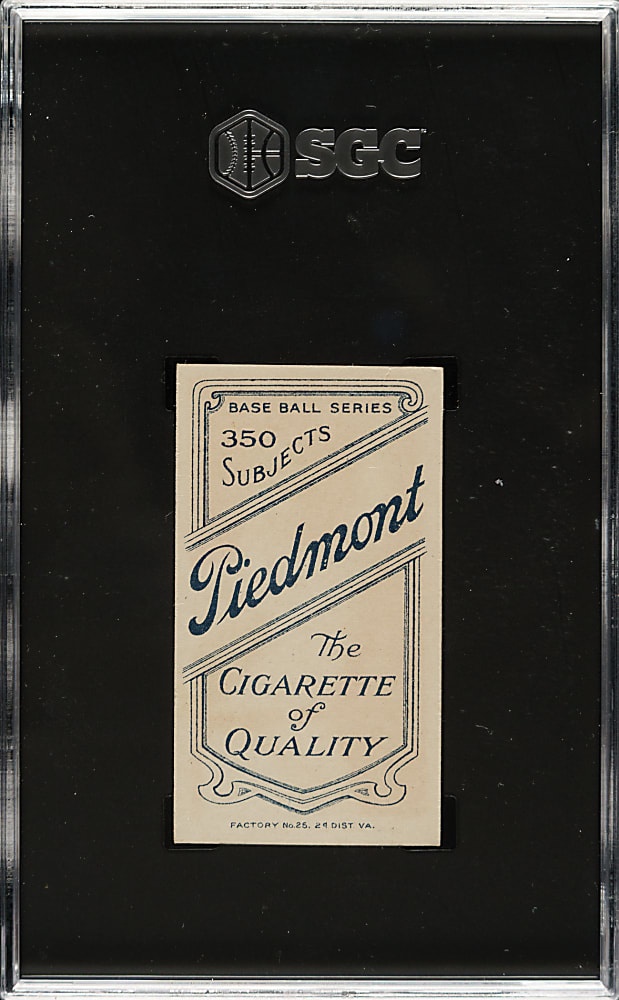 SGC
BASE BALL SERIES
350
SUBJECTS
Piedmont
The
CIGARETTE
of
QUALITY
FACTORY No. 25, 2d DIST. VA.